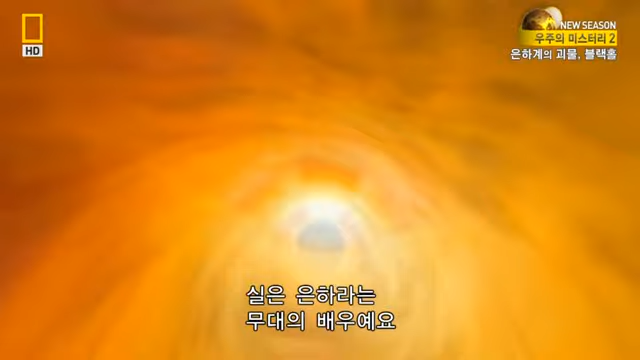 HD
NEW SEASON
우주의 미스터리 2
은하계의 괴물, 블랙홀
실은 은하라는
무대의 배우예요